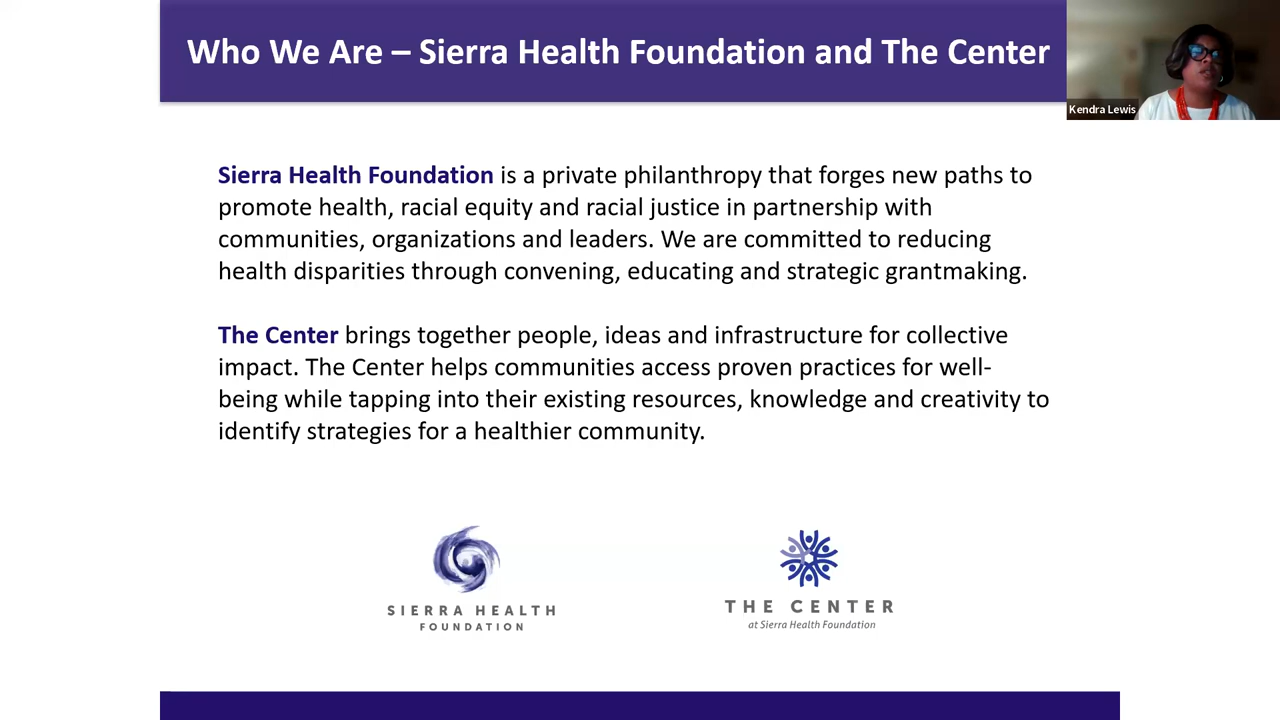 Who We Are – Sierra Health Foundation and The Center
Kendra Lewis
Sierra Health Foundation is a private philanthropy that forges new paths to
promote health, racial equity and racial justice in partnership with
communities, organizations and leaders. We are committed to reducing
health disparities through convening, educating and strategic grantmaking.
The Center brings together people, ideas and infrastructure for collective
impact. The Center helps communities access proven practices for well-
being while tapping into their existing resources, knowledge and creativity to
identify strategies for a healthier community.
SIERRA HEALTH
FOUNDATION
THE CENTER
at Sierra Health Foundation